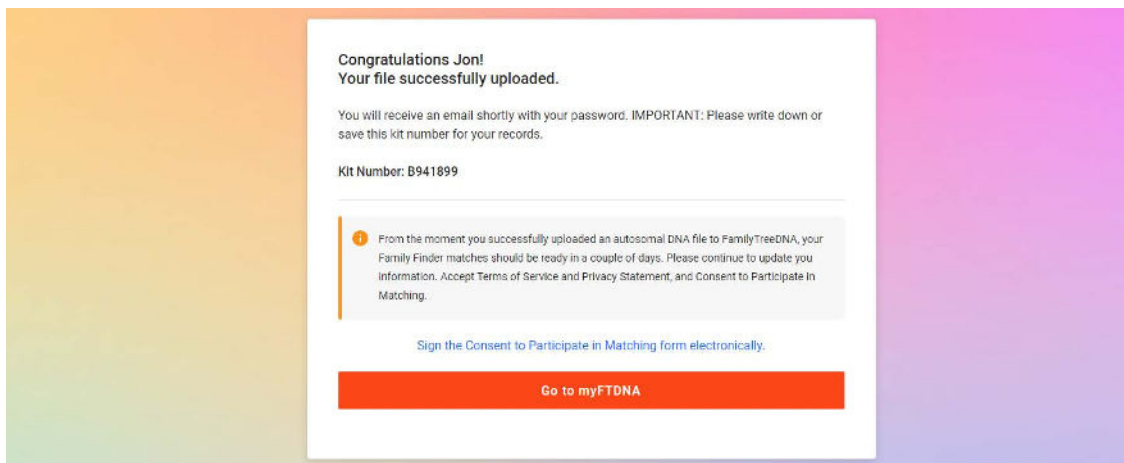 Congratulations Jon!
Your file successfully uploaded.
You will receive an email shortly with your password. IMPORTANT: Please write down or
save this kit number for your records.
Kit Number: B941899
From the moment you successfully uploaded an autosomal DNA file to FamilyTreeDNA, your
Family Finder matches should be ready in a couple of days. Please continue to update you
information. Accept Terms of Service and Privacy Statement, and Consent to Participate in
Matching.
Sign the Consent to Participate in Matching form electronically.
Go to myFTDNA